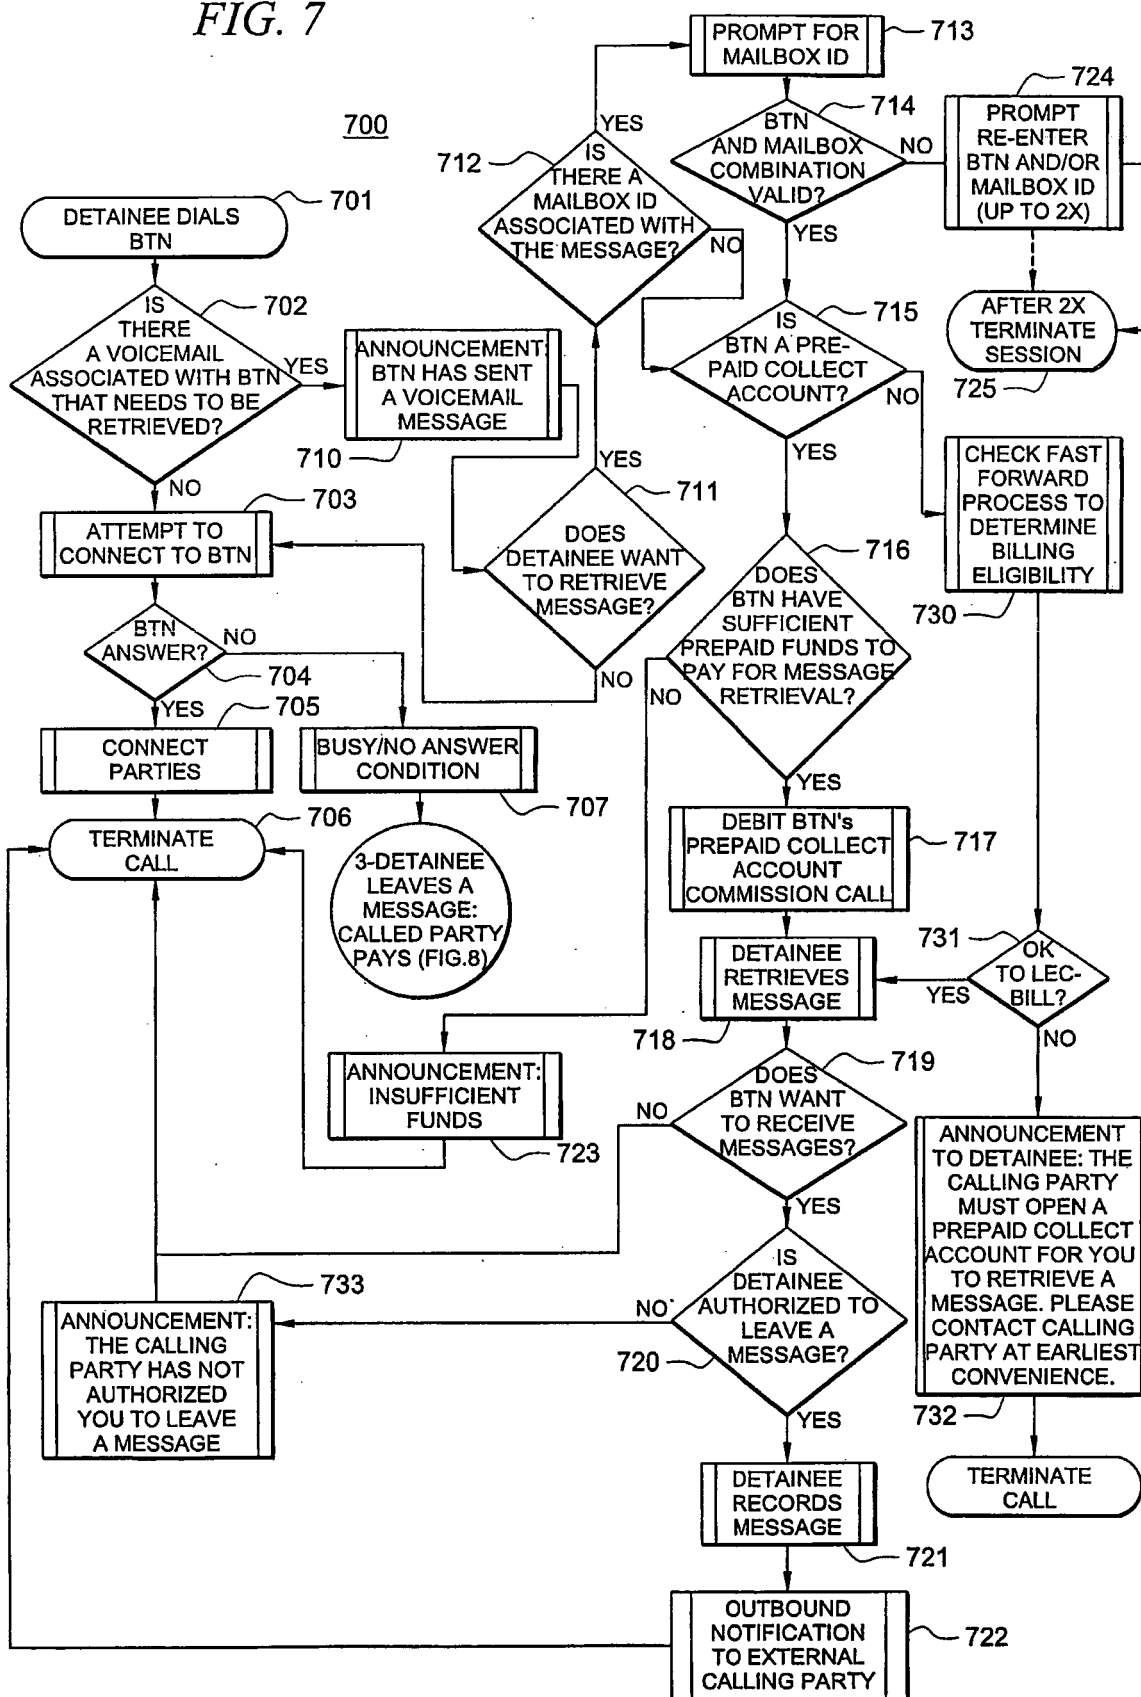 FIG. 7
700
701
DETAINEE DIALS
BTN
702
IS
THERE
A VOICEMAIL
ASSOCIATED WITH BTN
THAT NEEDS TO BE
RETRIEVED?
YES
NO
ANNOUNCEMENT:
BTN HAS SENT
A VOICEMAIL
MESSAGE
710
703
ATTEMPT TO
CONNECT TO BTN
BTN
ANSWER?
NO
704
YES
705
CONNECT
PARTIES
706
TERMINATE
CALL
BUSY/NO ANSWER
CONDITION
707
3-DETAINEE
LEAVES A
MESSAGE:
CALLED PARTY
PAYS (FIG.8)
711
YES
DOES
DETAINEE WANT
TO RETRIEVE
MESSAGE?
NO
712
YES
IS
THERE A
MAILBOX ID
ASSOCIATED WITH
THE MESSAGE?
NO
PROMPT FOR
MAILBOX ID
713
714
BTN
AND MAILBOX
COMBINATION
VALID?
NO
YES
724
PROMPT
RE-ENTER
BTN AND/OR
MAILBOX ID
(UP TO 2X)
AFTER 2X
TERMINATE
SESSION
725
715
IS
BTN A PRE-
PAID COLLECT
ACCOUNT?
NO
YES
CHECK FAST
FORWARD
PROCESS TO
DETERMINE
BILLING
ELIGIBILITY
730
716
DOES
BTN HAVE
SUFFICIENT
PREPAID FUNDS TO
PAY FOR MESSAGE
RETRIEVAL?
NO
YES
DEBIT BTN's
PREPAID COLLECT
ACCOUNT
COMMISSION CALL
717
DETAINEE
RETRIEVES
MESSAGE
718
731
OK
TO LEC-
BILL?
YES
NO
ANNOUNCEMENT:
INSUFFICIENT
FUNDS
723
719
DOES
BTN WANT
TO RECEIVE
MESSAGES?
NO
YES
IS
DETAINEE
AUTHORIZED TO
LEAVE A
MESSAGE?
NO
720
YES
733
ANNOUNCEMENT:
THE CALLING
PARTY HAS NOT
AUTHORIZED
YOU TO LEAVE
A MESSAGE
ANNOUNCEMENT
TO DETAINEE: THE
CALLING PARTY
MUST OPEN A
PREPAID COLLECT
ACCOUNT FOR YOU
TO RETRIEVE A
MESSAGE. PLEASE
CONTACT CALLING
PARTY AT EARLIEST
CONVENIENCE.
732
TERMINATE
CALL
DETAINEE
RECORDS
MESSAGE
721
OUTBOUND
NOTIFICATION
TO EXTERNAL
CALLING PARTY
722